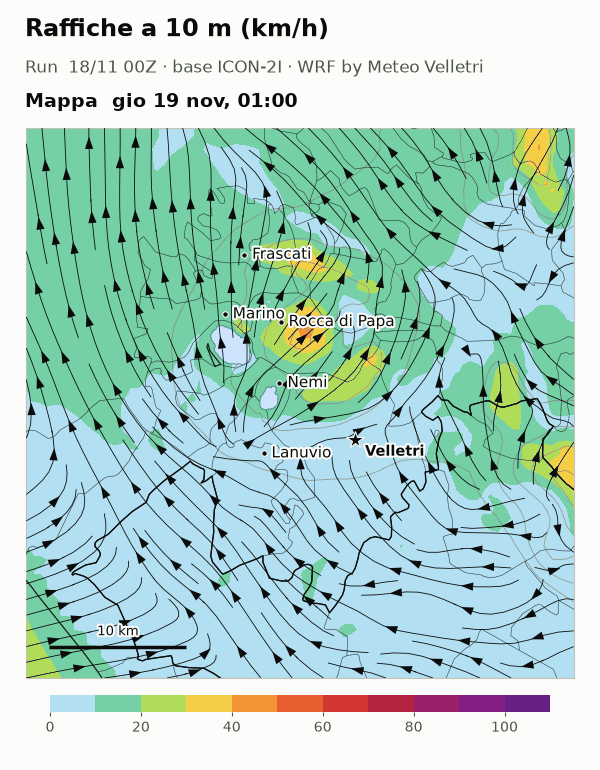 Raffiche a 10 m (km/h)
Run 18/11 00Z · base ICON-2I · WRF by Meteo Velletri
Mappa gio 19 nov, 01:00
Frascati
Marino
Rocca di Papa
Nemi
Velletri
Lanuvio
10 km
0 20 40 60 80 100